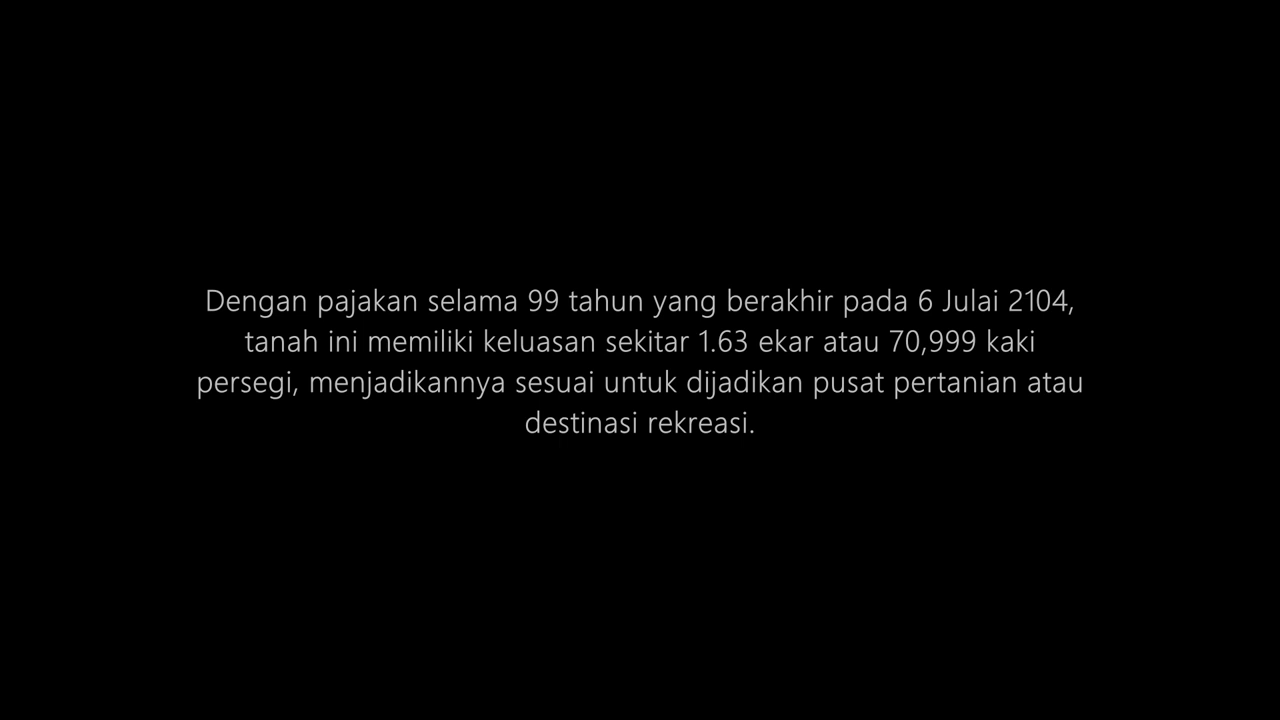 Dengan pajakan selama 99 tahun yang berakhir pada 6 Julai 2104,
tanah ini memiliki keluasan sekitar 1.63 ekar atau 70,999 kaki
persegi, menjadikannya sesuai untuk dijadikan pusat pertanian atau
destinasi rekreasi.